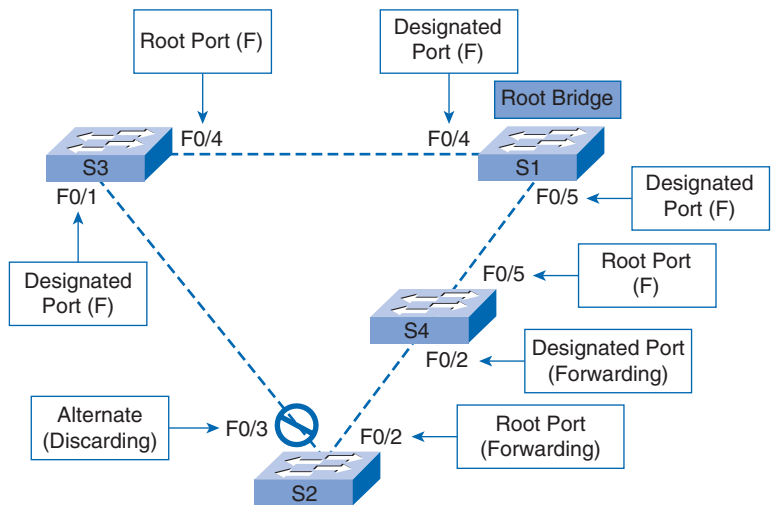 Root Port (F)
Designated
Port (F)
Root Bridge
F0/4
F0/4
S3
S1
F0/1
F0/5
Designated
Port (F)
Designated
Port (F)
F0/5
Root Port
(F)
S4
F0/2
Designated Port
(Forwarding)
Alternate
(Discarding)
F0/3
F0/2
Root Port
(Forwarding)
S2